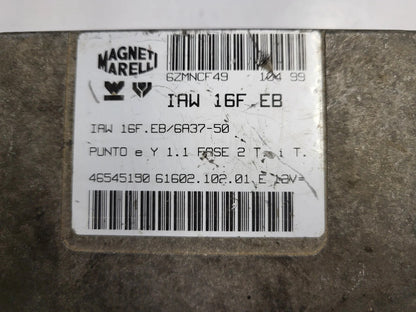 MAGNETI
MARELLI
6ZMNCF49 104 99
IAW 16F.EB
IAW 16F.EB/6A37-50
PUNTO e Y 1.1 FASE 2 T. i T.
46545190 61602.102.01 E 12V=